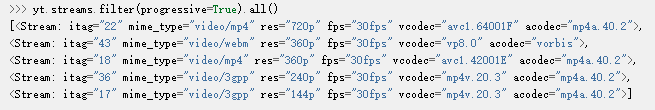 >>> yt.streams.filter(progressive=True).all()
[<Stream: itag="22" mime_type="video/mp4" res="720p" fps="30fps" vcodec="avc1.64001F" acodec="mp4a.40.2">,
<Stream: itag="43" mime_type="video/webm" res="360p" fps="30fps" vcodec="vp8.0" acodec="vorbis">,
<Stream: itag="18" mime_type="video/mp4" res="360p" fps="30fps" vcodec="avc1.42001E" acodec="mp4a.40.2">,
<Stream: itag="36" mime_type="video/3gpp" res="240p" fps="30fps" vcodec="mp4v.20.3" acodec="mp4a.40.2">,
<Stream: itag="17" mime_type="video/3gpp" res="144p" fps="30fps" vcodec="mp4v.20.3" acodec="mp4a.40.2">]